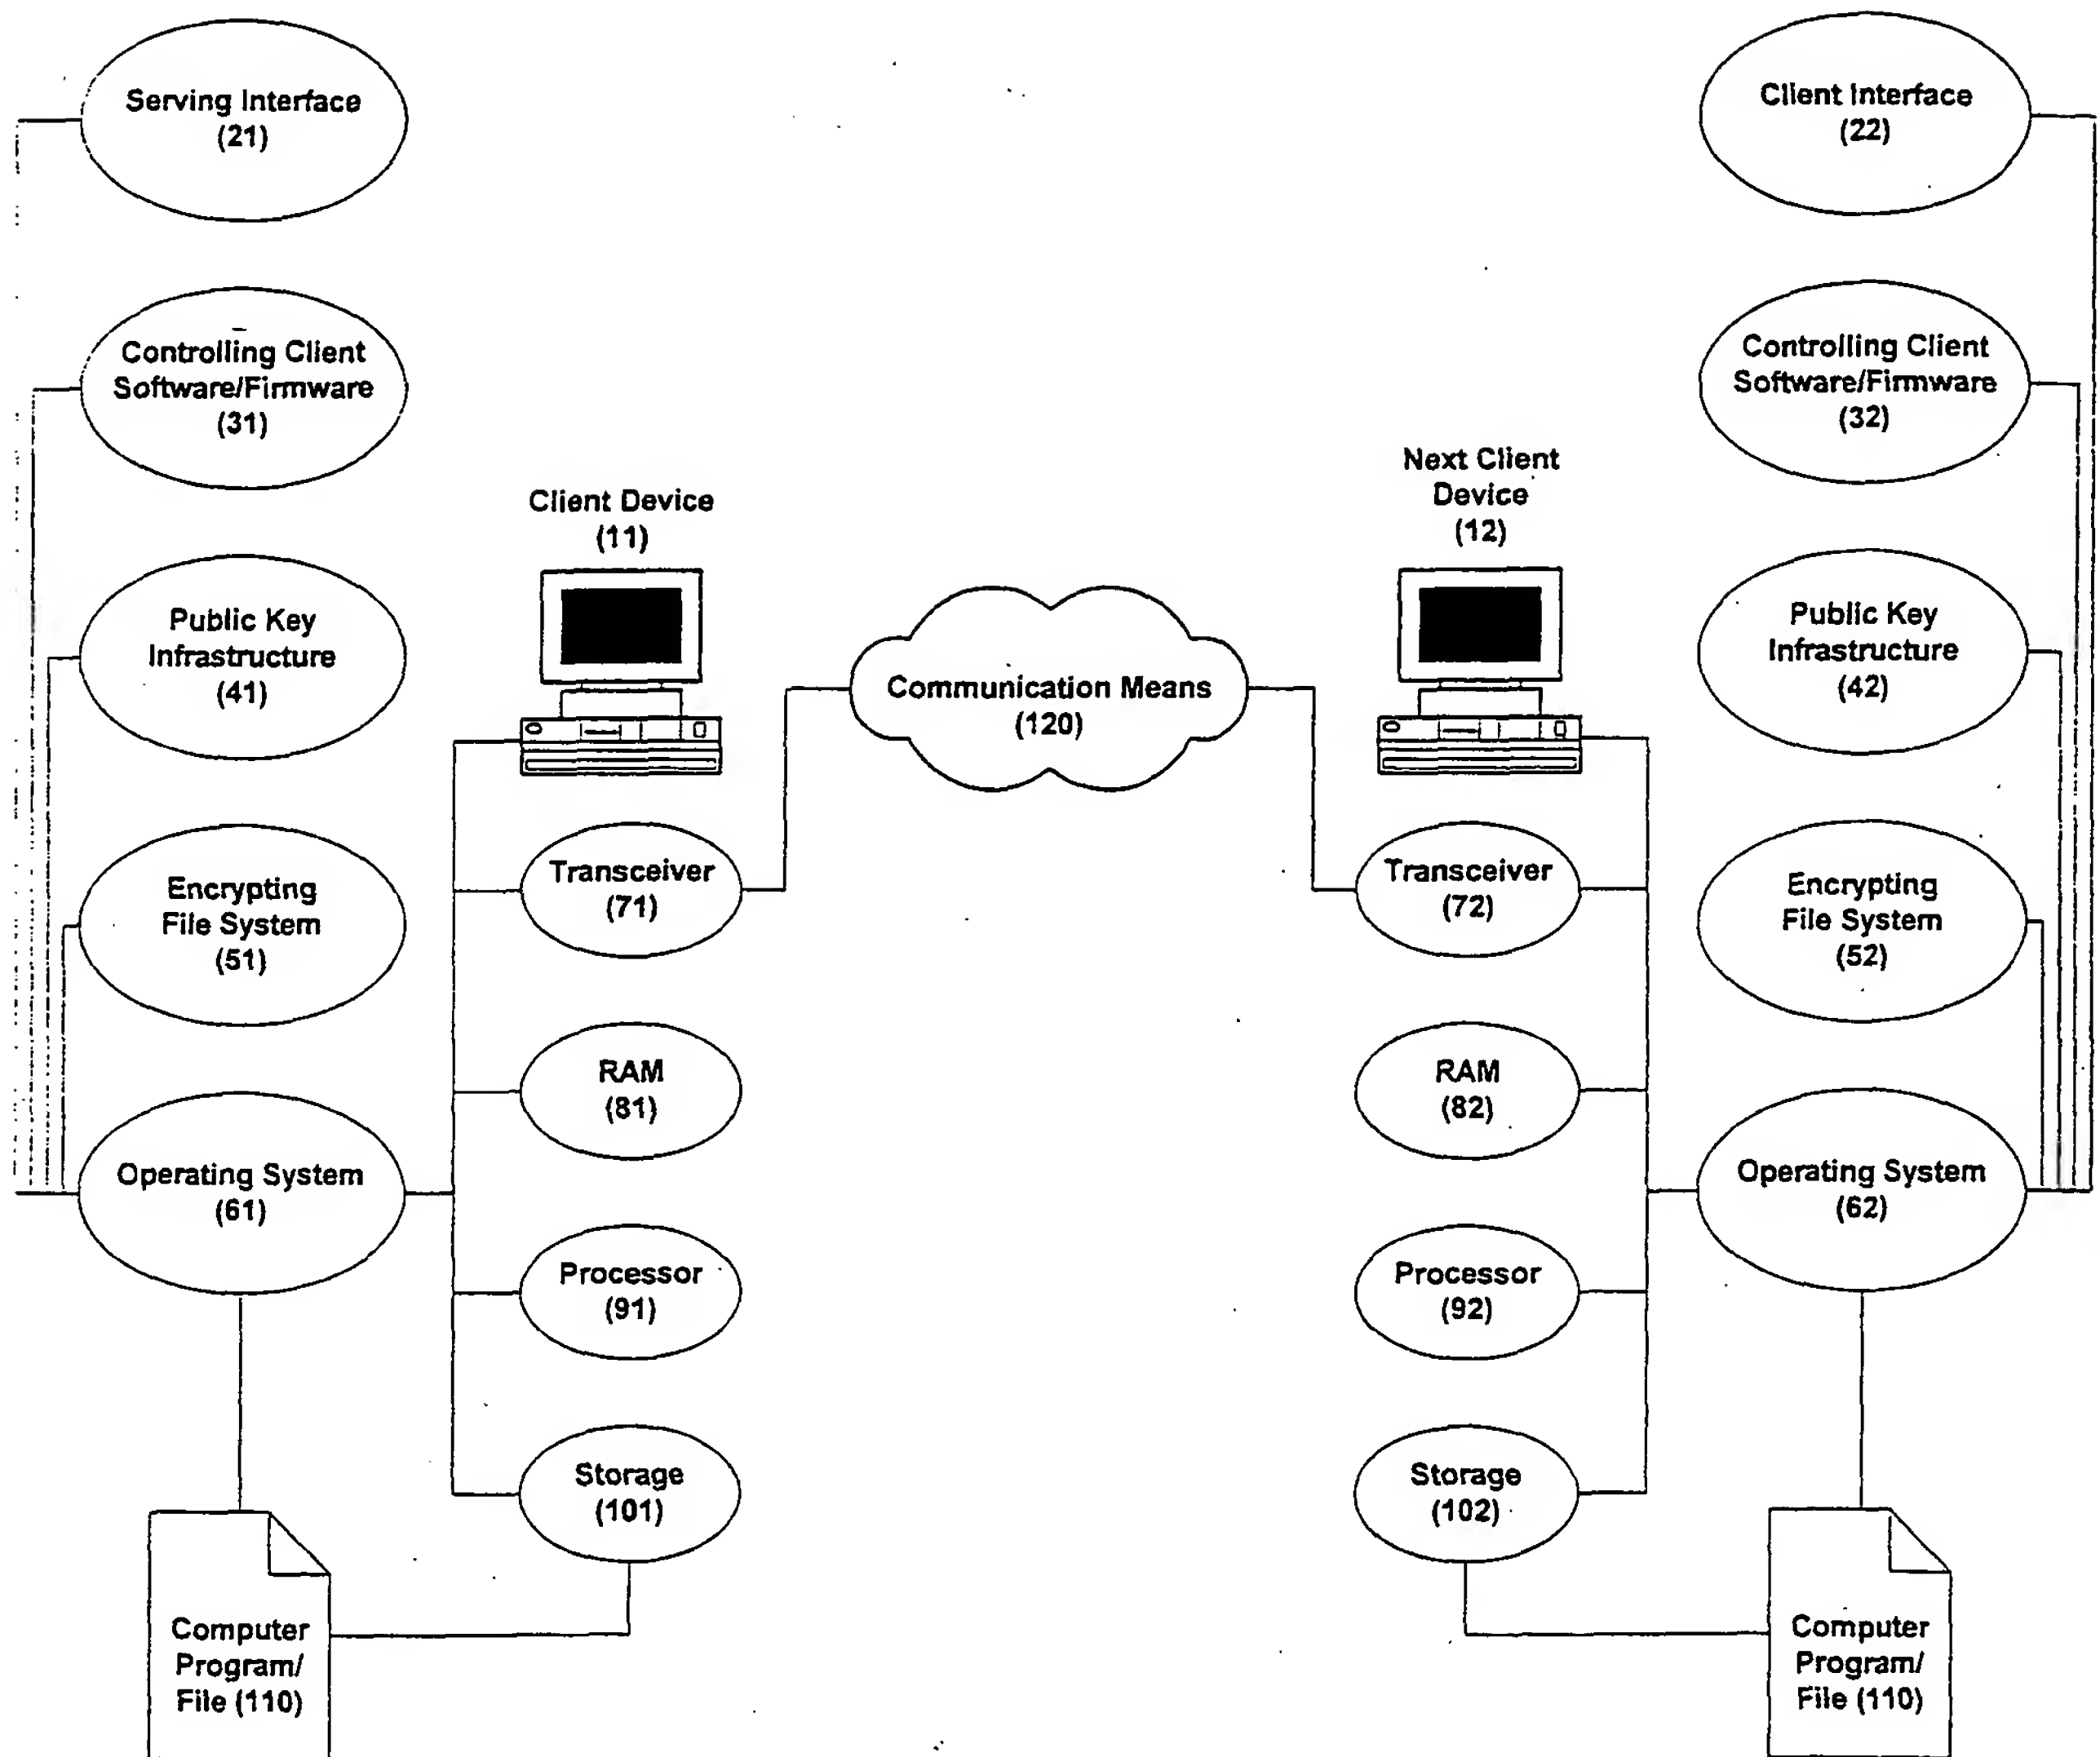 Serving Interface
(21)
Controlling Client
Software/Firmware
(31)
Public Key
Infrastructure
(41)
Encrypting
File System
(51)
Operating System
(61)
Computer
Program/
File (110)
Client Device
(11)
Transceiver
(71)
RAM
(81)
Processor
(91)
Storage
(101)
Communication Means
(120)
Next Client
Device
(12)
Transceiver
(72)
RAM
(82)
Processor
(92)
Storage
(102)
Client Interface
(22)
Controlling Client
Software/Firmware
(32)
Public Key
Infrastructure
(42)
Encrypting
File System
(52)
Operating System
(62)
Computer
Program/
File (110)